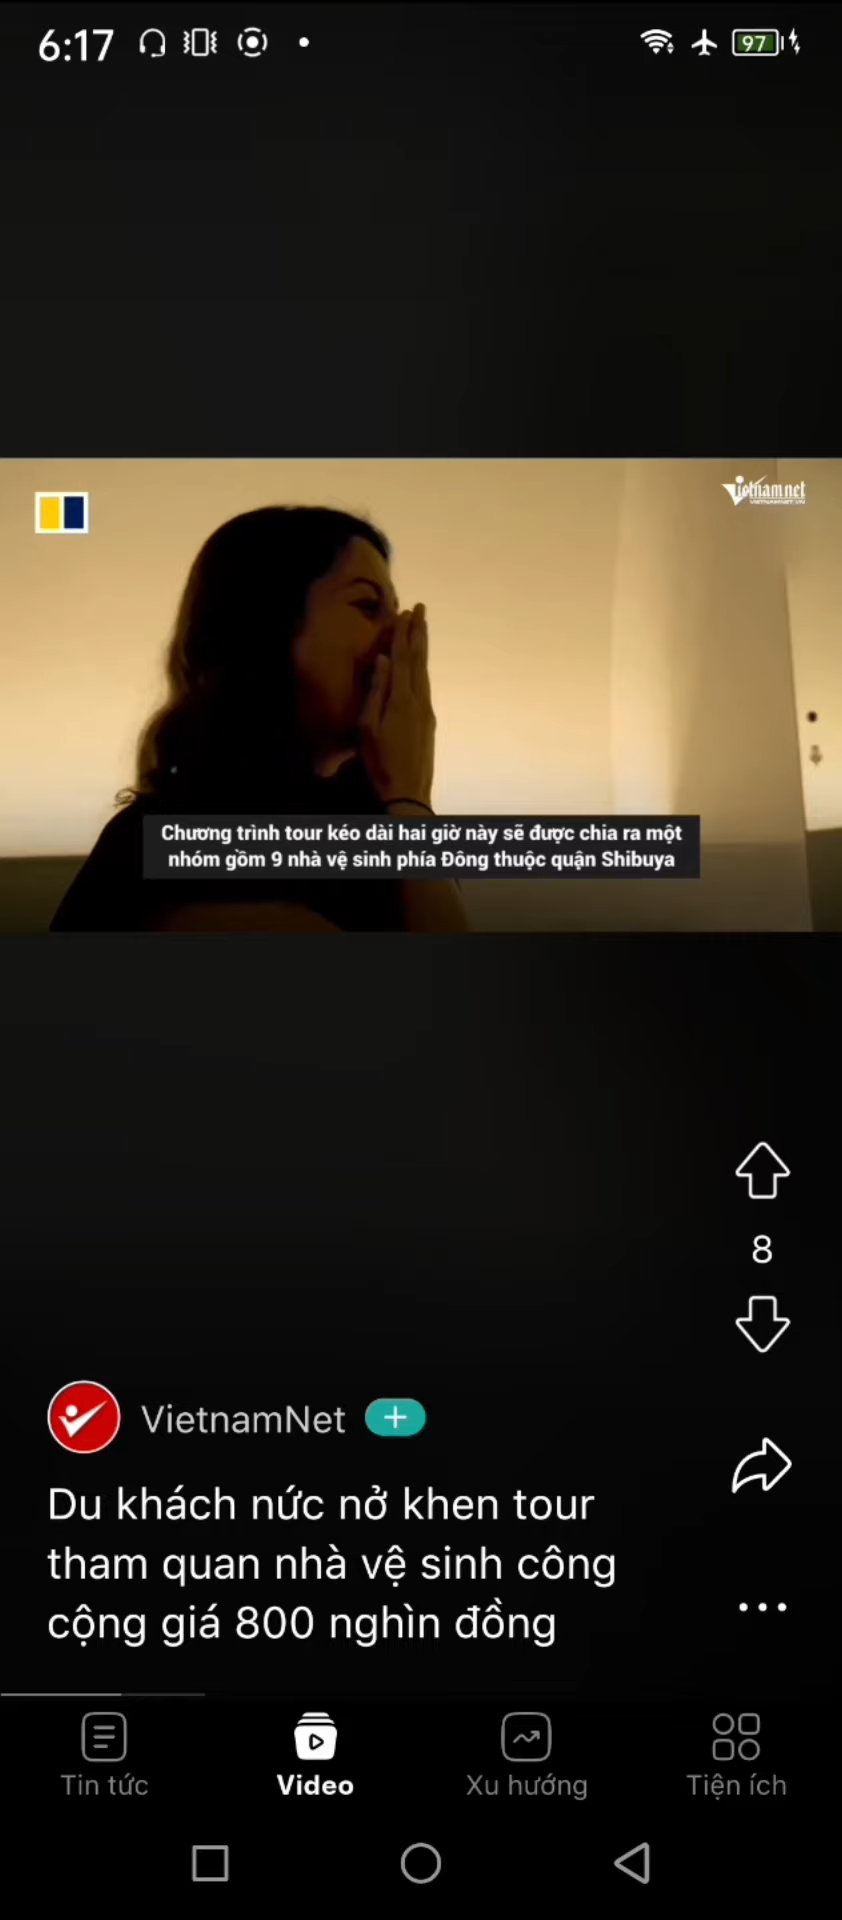 6:17
97
Vietnamnet
VIETNAMNET.VN
Chương trình tour kéo dài hai giờ này sẽ được chia ra một
nhóm gồm 9 nhà vệ sinh phía Đông thuộc quận Shibuya
8
VietnamNet
Du khách nức nở khen tour
tham quan nhà vệ sinh công
cộng giá 800 nghìn đồng
Tin tức
Video
Xu hướng
Tiện ích